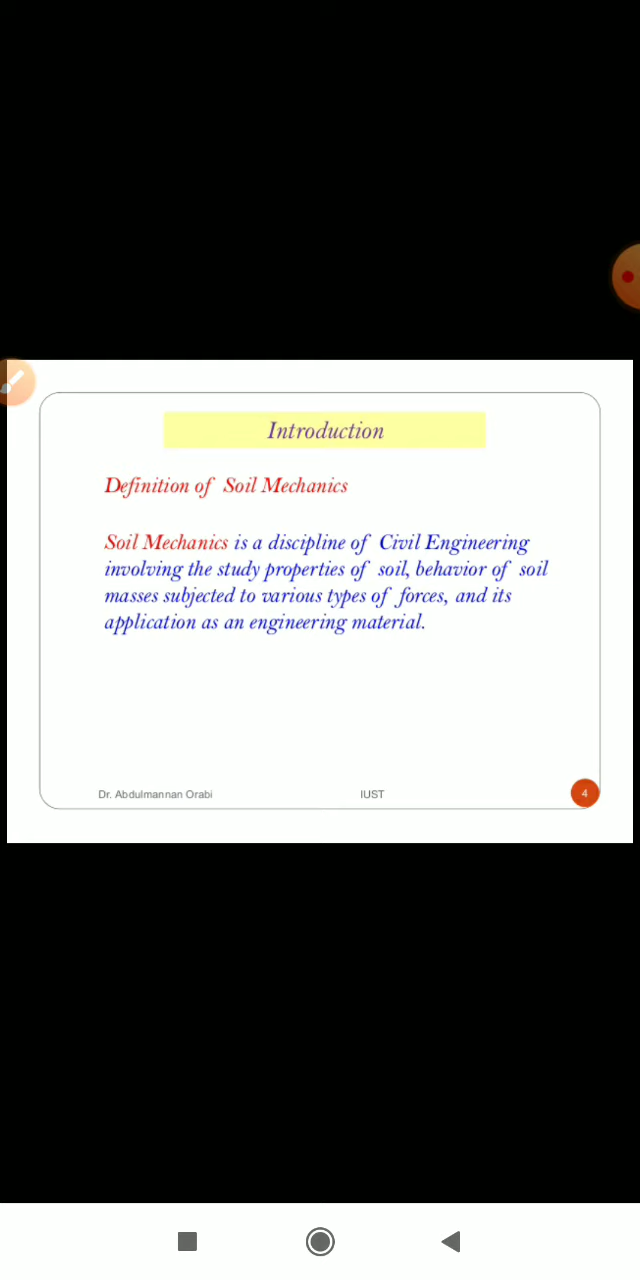 Introduction
Definition of Soil Mechanics
Soil Mechanics is a discipline of Civil Engineering
involving the study properties of soil, behavior of soil
masses subjected to various types of forces, and its
application as an engineering material.
Dr. Abdulmannan Orabi IUST 4